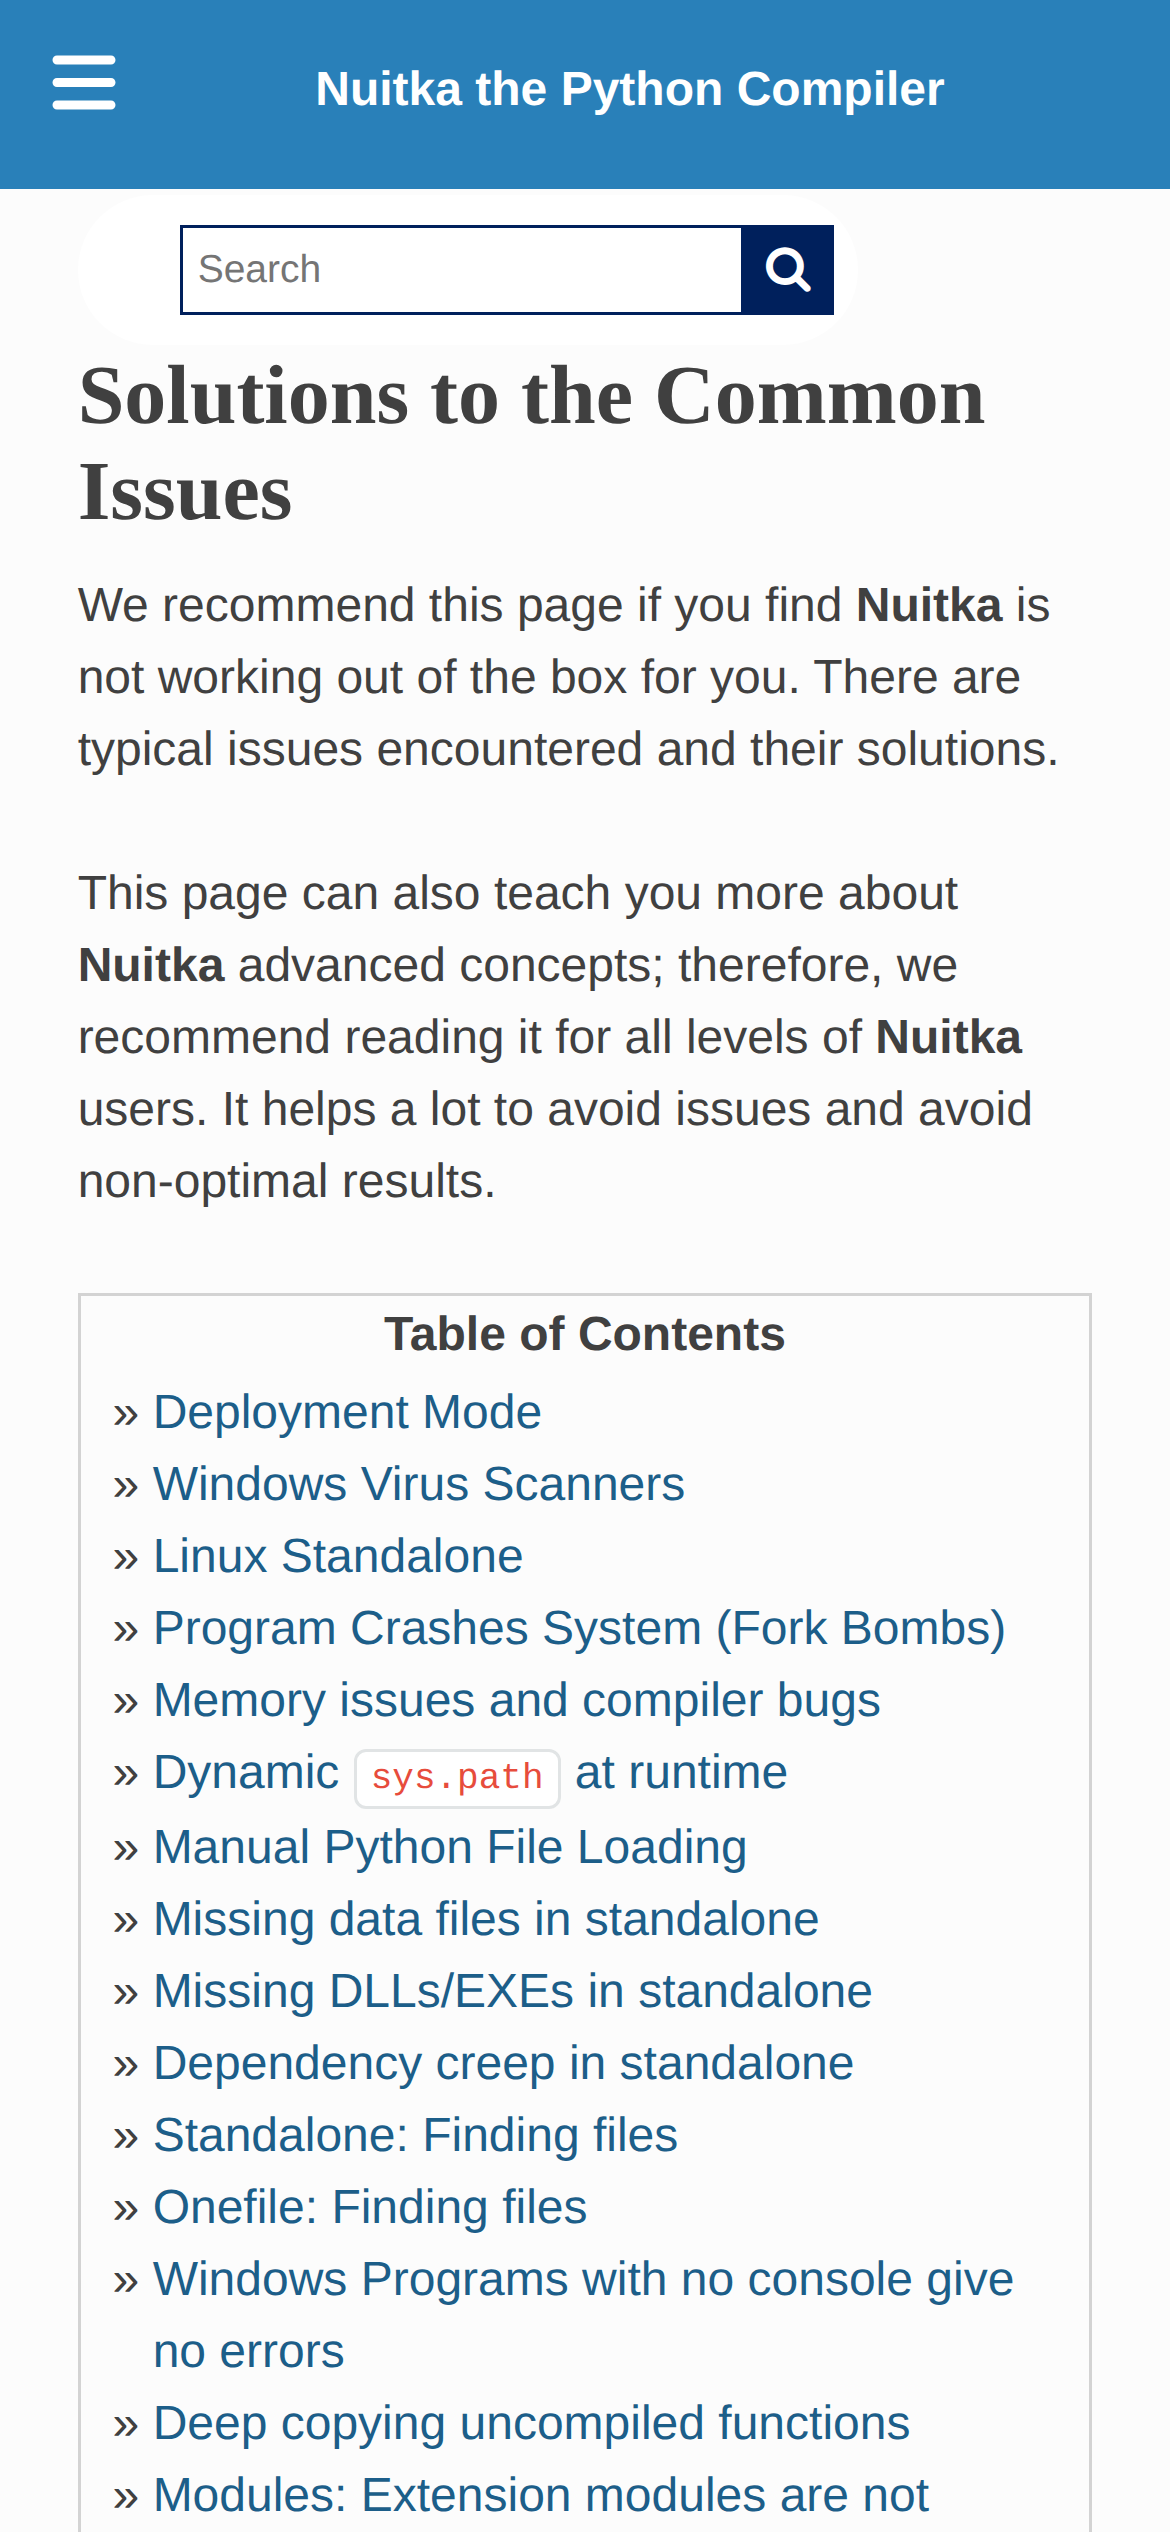 Nuitka the Python Compiler
Search
Solutions to the Common
Issues
We recommend this page if you find Nuitka is
not working out of the box for you. There are
typical issues encountered and their solutions.
This page can also teach you more about
Nuitka advanced concepts; therefore, we
recommend reading it for all levels of Nuitka
users. It helps a lot to avoid issues and avoid
non-optimal results.
Table of Contents
» Deployment Mode
» Windows Virus Scanners
» Linux Standalone
» Program Crashes System (Fork Bombs)
» Memory issues and compiler bugs
» Dynamic sys.path at runtime
» Manual Python File Loading
» Missing data files in standalone
» Missing DLLs/EXEs in standalone
» Dependency creep in standalone
» Standalone: Finding files
» Onefile: Finding files
» Windows Programs with no console give
no errors
» Deep copying uncompiled functions
» Modules: Extension modules are not